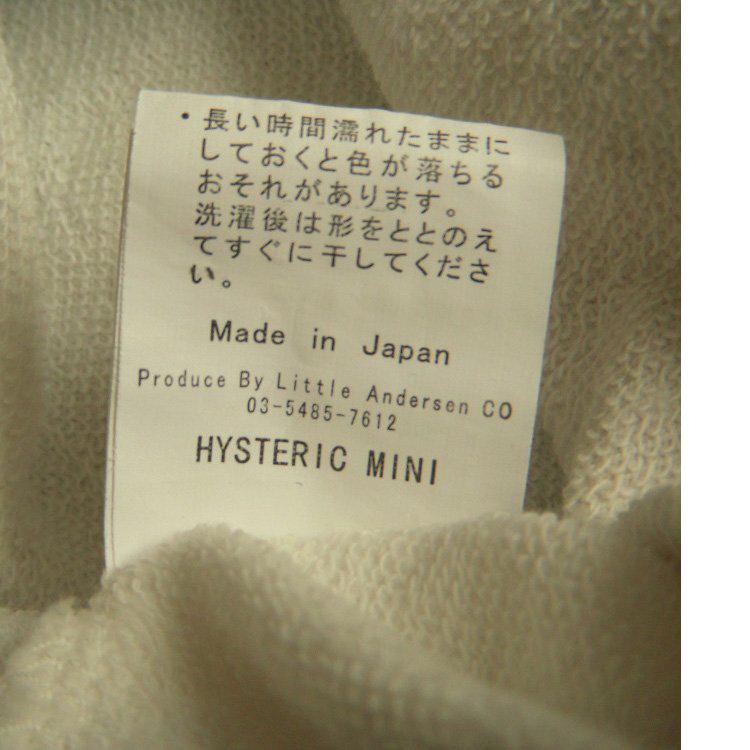 ・長い時間濡れたままに
しておくと色が落ちる
おそれがあります。
洗濯後は形をととのえ
てすぐに干してくださ
い。
Made in Japan
Produce By Little Andersen CO
03-5485-7612
HYSTERIC MINI